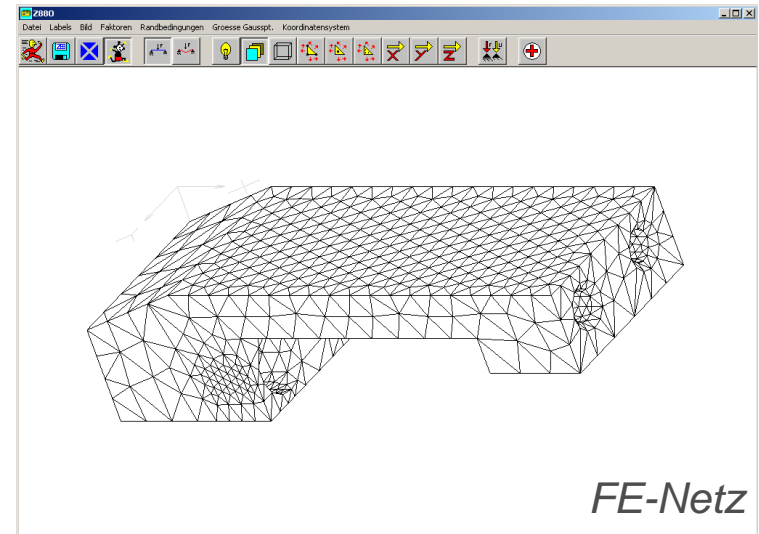 Z88O
Datei Labels Bild Faktoren Randbedingungen Groesse Gausspt. Koordinatensystem
FE-Netz